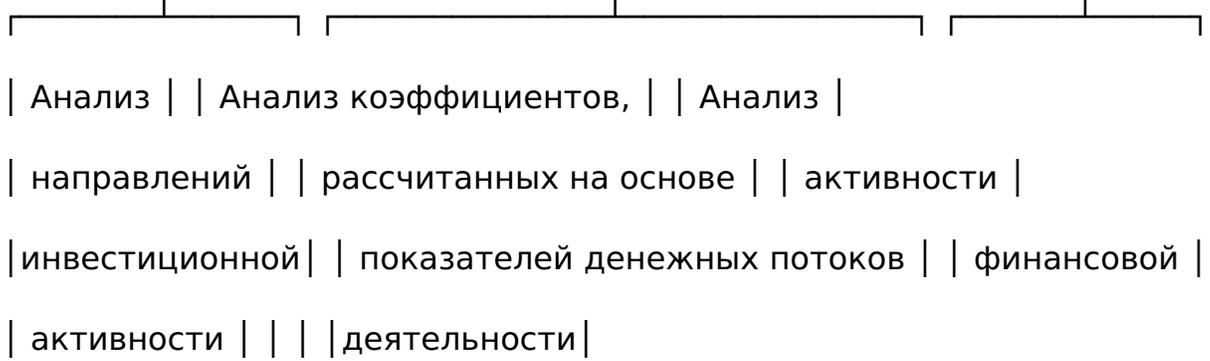 ┌────────┴───────┐ ┌────────────────┴─────────────────┐ ┌───────┴──────┐
│ Анализ │ │ Анализ коэффициентов, │ │ Анализ │
│ направлений │ │ рассчитанных на основе │ │ активности │
│инвестиционной│ │ показателей денежных потоков │ │ финансовой │
│ активности │ │ │ │деятельности│